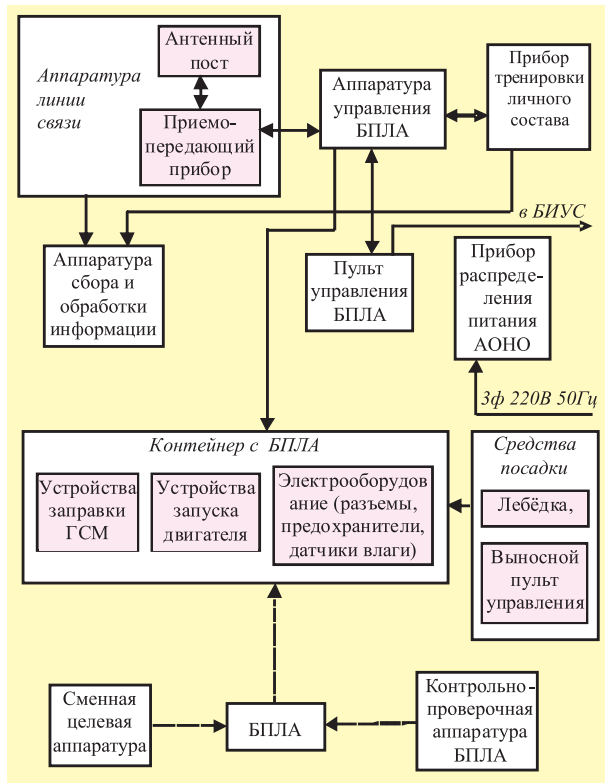 Аппаратура
линии
связи
Антенный
пост
Приемо-
передающий
прибор
Аппаратура
управления
БПЛА
Прибор
тренировки
личного
состава
в БИУС
Аппаратура
сбора и
обработки
информации
Пульт
управления
БПЛА
Прибор
распреде-
ления
питания
АОНО
3ф 220В 50Гц
Контейнер с БПЛА
Устройства
заправки
ГСМ
Устройства
запуска
двигателя
Электрооборудов
ание (разъемы,
предохранители,
датчики влаги)
Средства
посадки
Лебёдка,
Выносной
пульт
управления
Сменная
целевая
аппаратура
БПЛА
Контрольно-
проверочная
аппаратура
БПЛА